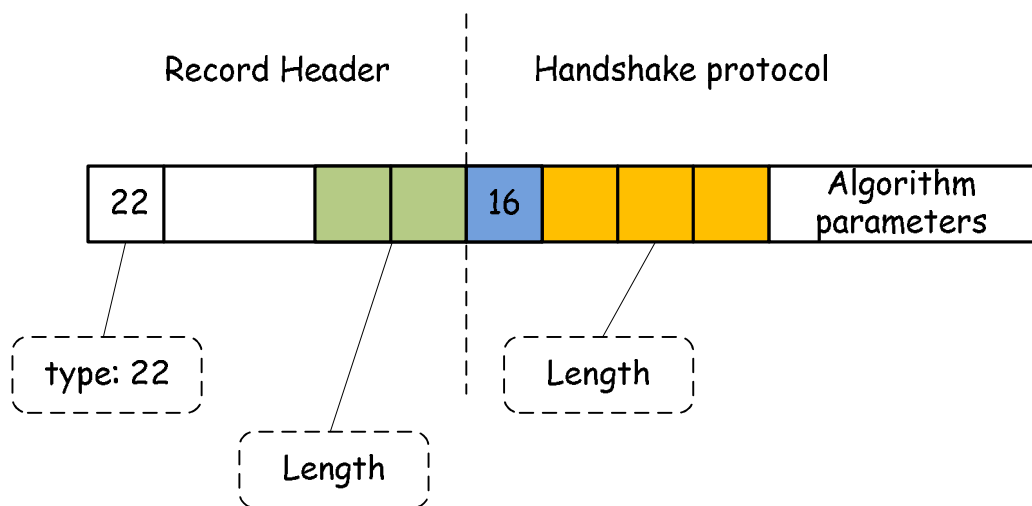 Record Header
Handshake protocol
22
16
Algorithm
parameters
type: 22
Length
Length